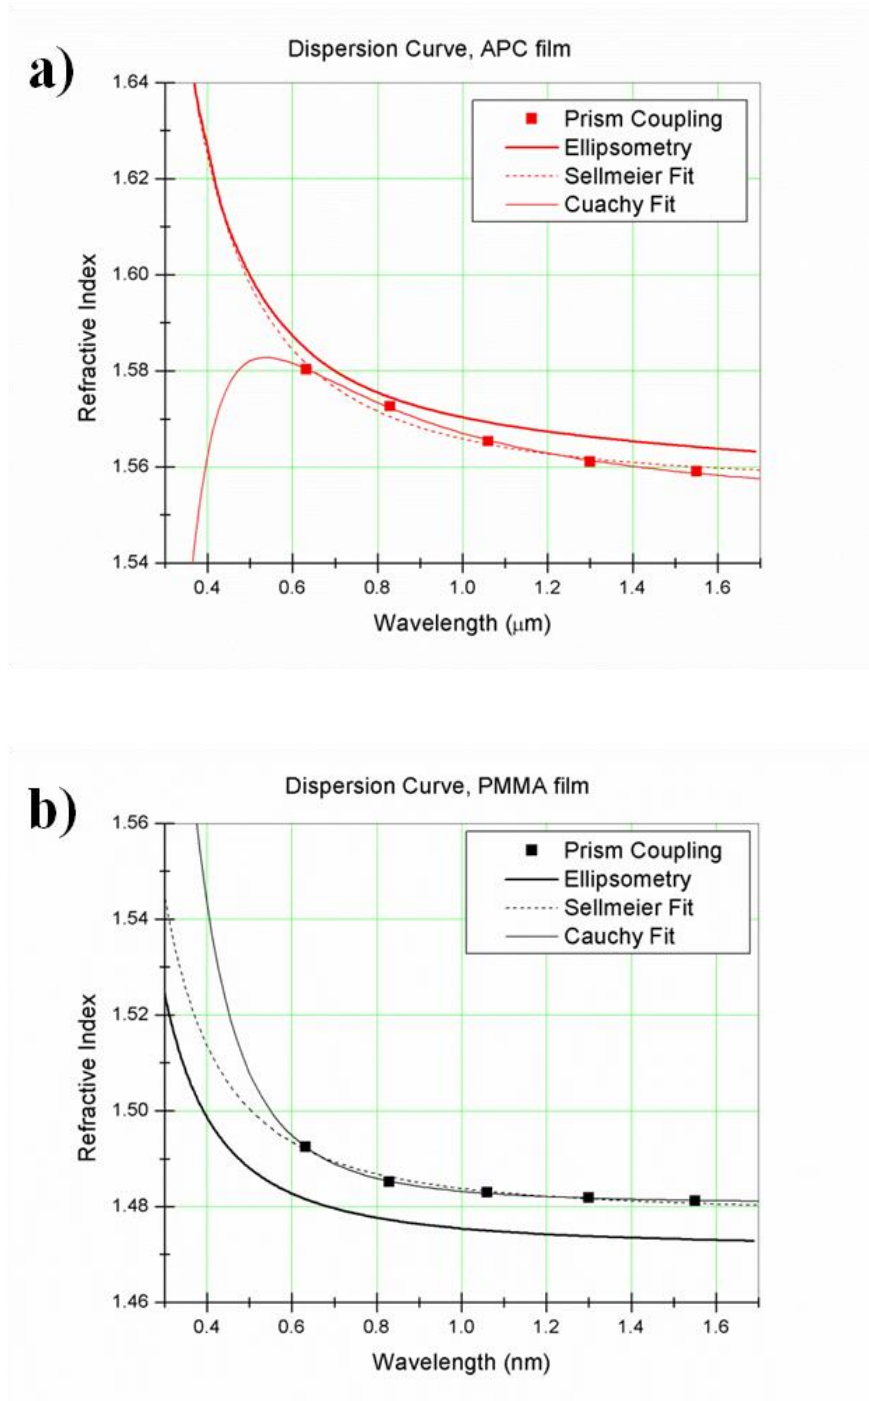 a)
Dispersion Curve, APC film
Prism Coupling
Ellipsometry
Sellmeier Fit
Cuachy Fit
Refractive Index
1.64
1.62
1.60
1.58
1.56
1.54
0.4 0.6 0.8 1.0 1.2 1.4 1.6
Wavelength (μm)
b)
Dispersion Curve, PMMA film
Prism Coupling
Ellipsometry
Sellmeier Fit
Cauchy Fit
Refractive Index
1.56
1.54
1.52
1.50
1.48
1.46
0.4 0.6 0.8 1.0 1.2 1.4 1.6
Wavelength (nm)